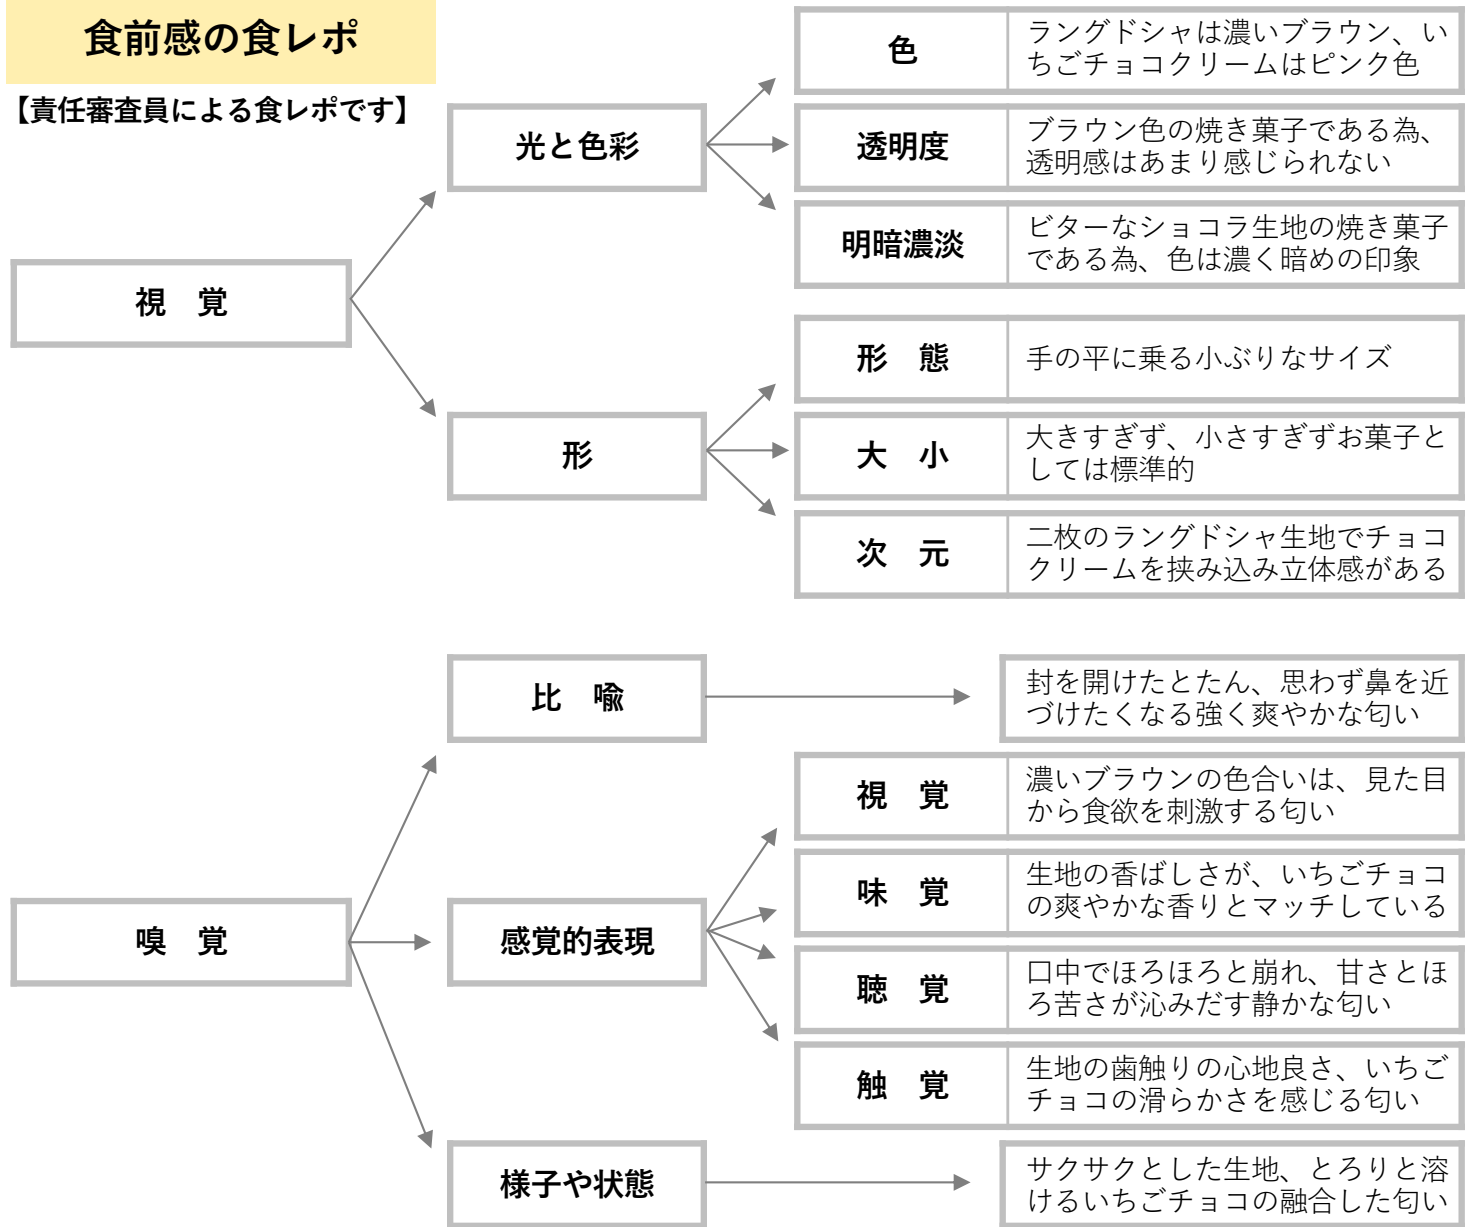 食前感の食レポ
【責任審査員による食レポです】
視　覚
光と色彩
色
ラングドシャは濃いブラウン、い
ちごチョコクリームはピンク色
透明度
ブラウン色の焼き菓子である為、
透明感はあまり感じられない
明暗濃淡
ビターなショコラ生地の焼き菓子
である為、色は濃く暗めの印象
形
形　態
手の平に乗る小ぶりなサイズ
大　小
大きすぎず、小さすぎずお菓子と
しては標準的
次　元
二枚のラングドシャ生地でチョコ
クリームを挟み込み立体感がある
嗅　覚
比　喩
封を開けたとたん、思わず鼻を近
づけたくなる強く爽やかな匂い
感覚的表現
視　覚
濃いブラウンの色合いは、見た目
から食欲を刺激する匂い
味　覚
生地の香ばしさが、いちごチョコ
の爽やかな香りとマッチしている
聴　覚
口中でほろほろと崩れ、甘さとほ
ろ苦さが沁みだす静かな匂い
触　覚
生地の歯触りの心地良さ、いちご
チョコの滑らかさを感じる匂い
様子や状態
サクサクとした生地、とろりと溶
けるいちごチョコの融合した匂い